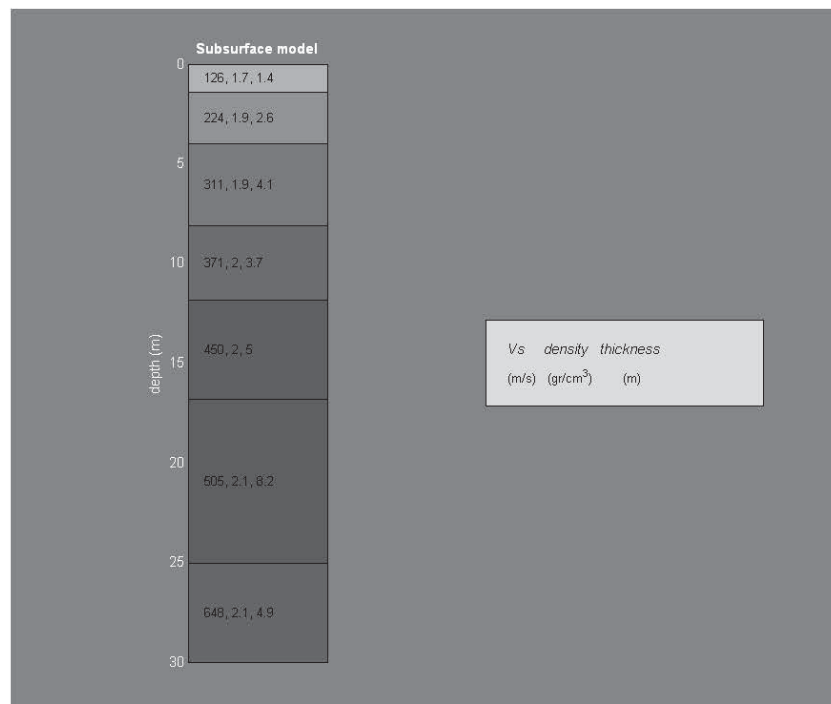 Subsurface model
0
126, 1.7, 1.4
224, 1.9, 2.6
5
311, 1.9, 4.1
10
371, 2, 3.7
depth (m)
15
450, 2, 5
20
505, 2.1, 8.2
25
648, 2.1, 4.9
30
Vs density thickness
(m/s) (gr/cm³) (m)